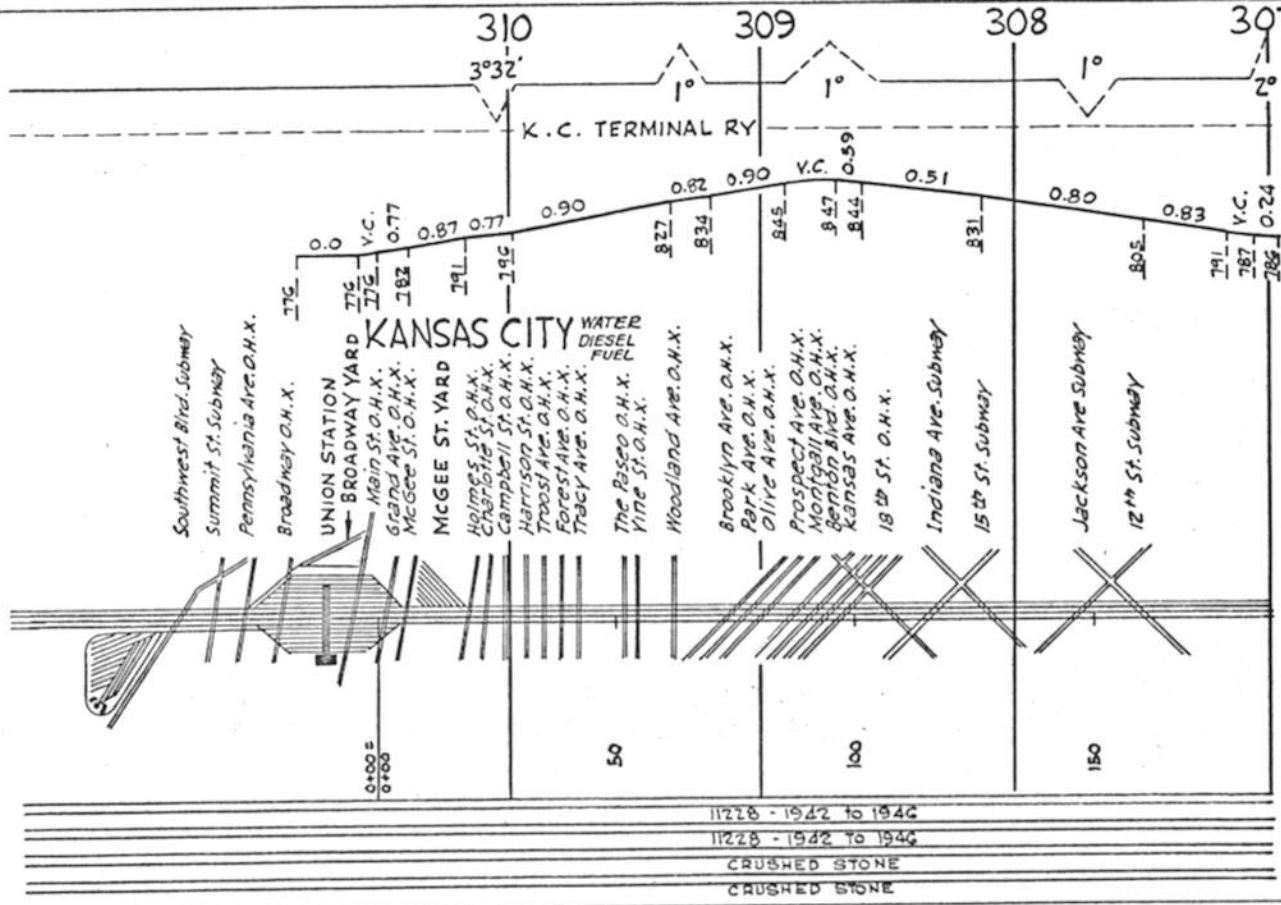 310 309 308 307
3°32' 1° 1° 1° 2°
K.C. TERMINAL RY
0.0 V.C. 0.77 0.87 0.77 0.90 0.82 0.90 V.C. 0.59 0.51 0.80 0.83 V.C. 0.24
776 776 776 782 791 796 827 834 845 847 844 831 805 791 787 786
KANSAS CITY
WATER
DIESEL
FUEL
Southwest Blvd. Subway
Summit St. Subway
Pennsylvania Ave. O.H.X.
Broadway O.H.X.
UNION STATION
BROADWAY YARD
Main St. O.H.X.
Grand Ave. O.H.X.
McGee St. O.H.X.
McGEE ST. YARD
Holmes St. O.H.X.
Charlotte St. O.H.X.
Campbell St. O.H.X.
Harrison St. O.H.X.
Troost Ave. O.H.X.
Forest Ave. O.H.X.
Tracy Ave. O.H.X.
The Paseo O.H.X.
Vine St. O.H.X.
Woodland Ave. O.H.X.
Brooklyn Ave. O.H.X.
Park Ave. O.H.X.
Olive Ave. O.H.X.
Prospect Ave. O.H.X.
Montgall Ave. O.H.X.
Benton Blvd. O.H.X.
Kansas Ave. O.H.X.
18th St. O.H.X.
Indiana Ave. Subway
15th St. Subway
Jackson Ave Subway
12th St. Subway
0+00=
0+00
50 100 150
11228 - 1942 to 1946
11228 - 1942 To 1946
CRUSHED STONE
CRUSHED STONE